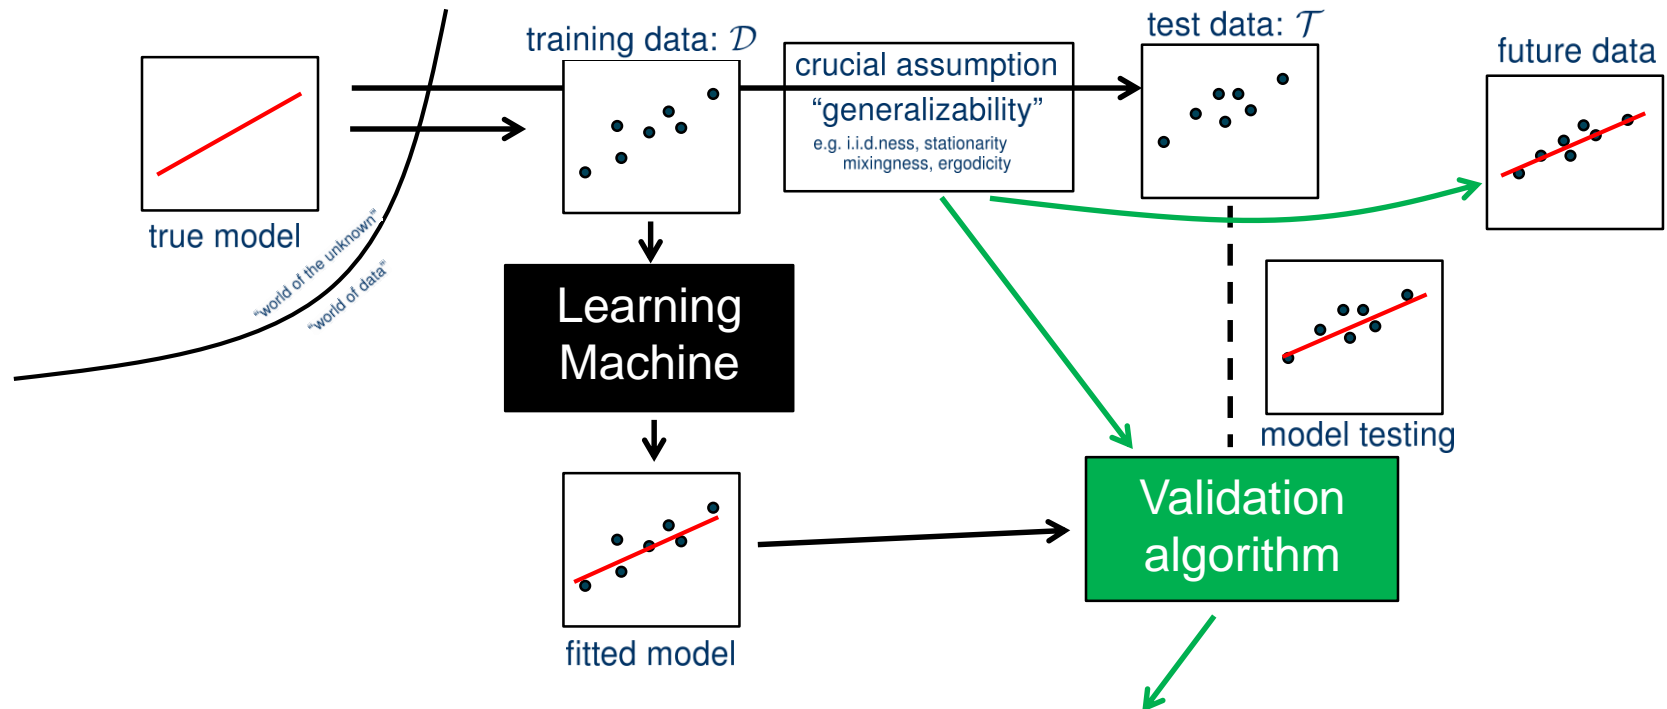 training data: 𝒟
test data: 𝒯
future data
crucial assumption
“generalizability”
e.g. i.i.d.ness, stationarity
mixingness, ergodicity
true model
“world of the unknown”
“world of data”
Learning
Machine
model testing
Validation
algorithm
fitted model